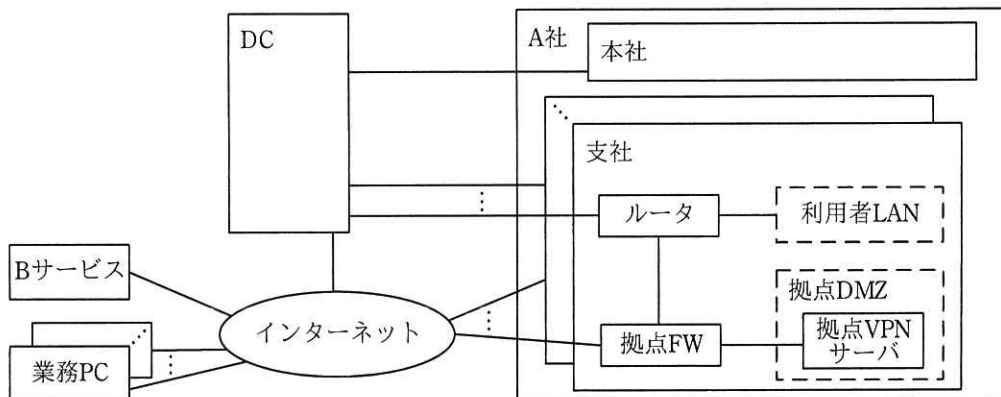 DC
A社
本社
支社
ルータ
利用者LAN
Bサービス
拠点DMZ
インターネット
拠点FW
拠点VPN
サーバ
業務PC